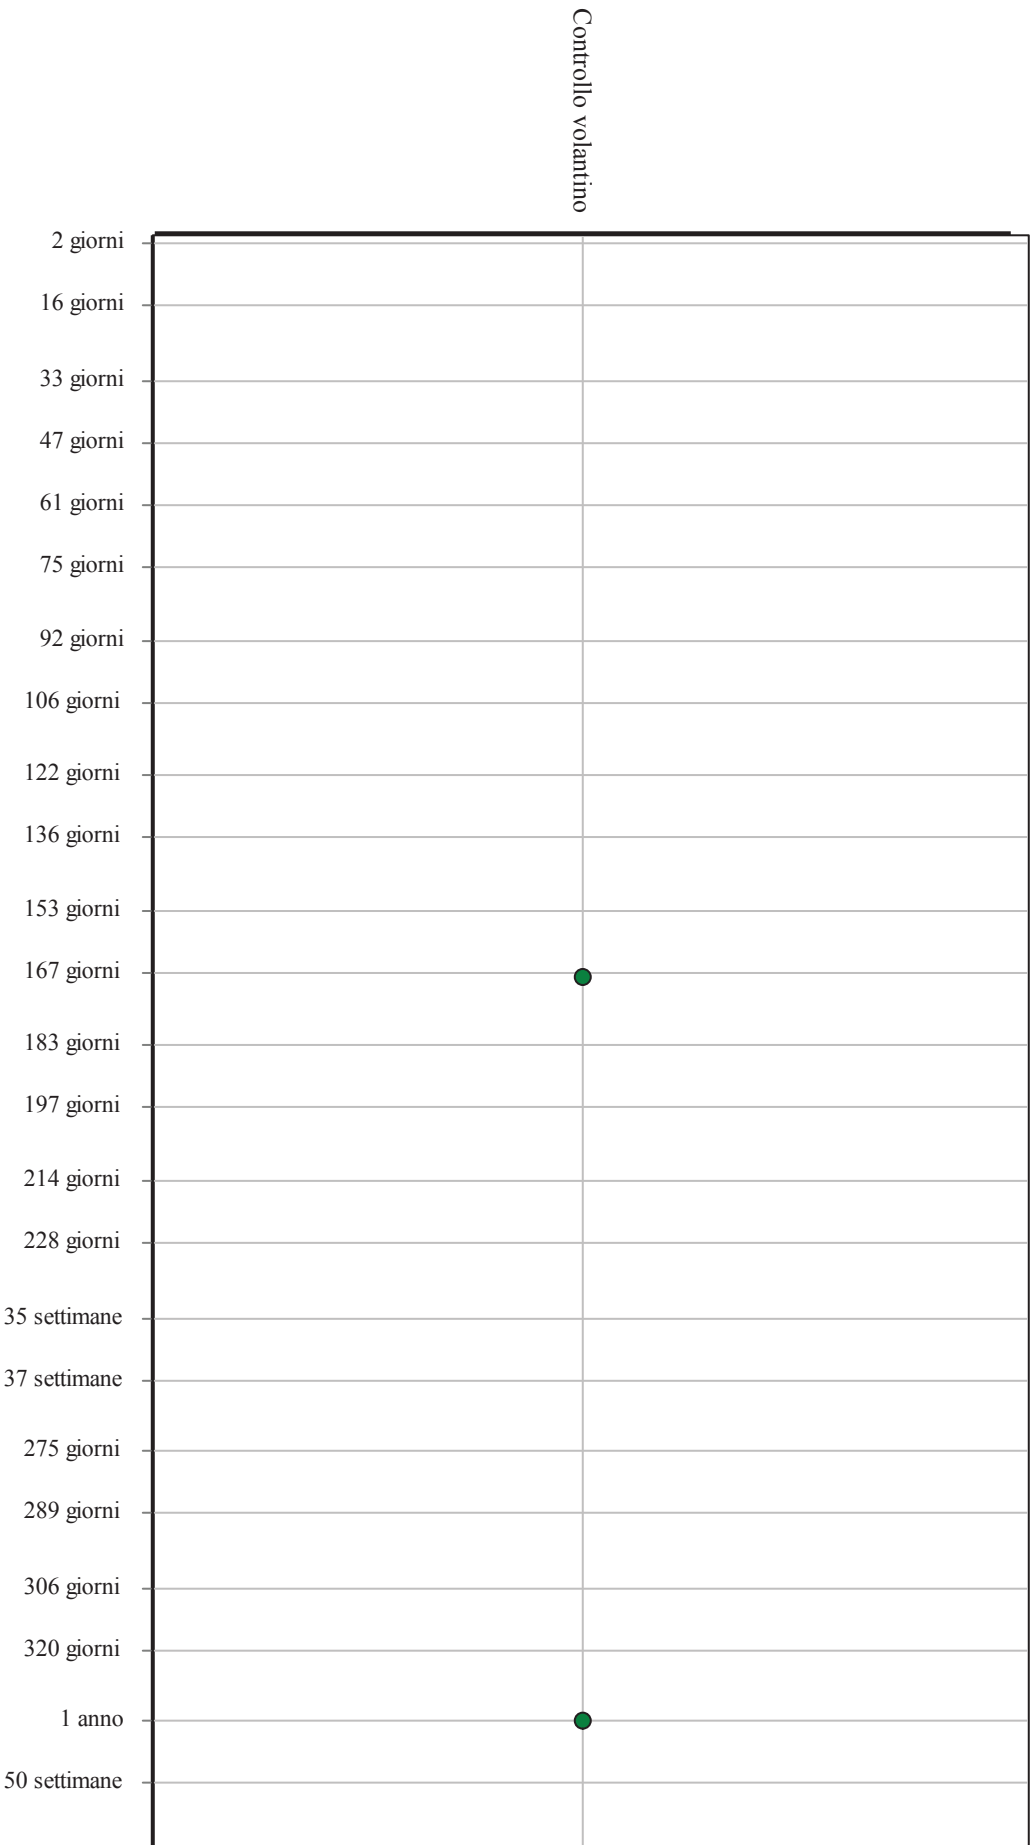 Controllo volantino
2 giorni
16 giorni
33 giorni
47 giorni
61 giorni
75 giorni
92 giorni
106 giorni
122 giorni
136 giorni
153 giorni
167 giorni
183 giorni
197 giorni
214 giorni
228 giorni
35 settimane
37 settimane
275 giorni
289 giorni
306 giorni
320 giorni
1 anno
50 settimane